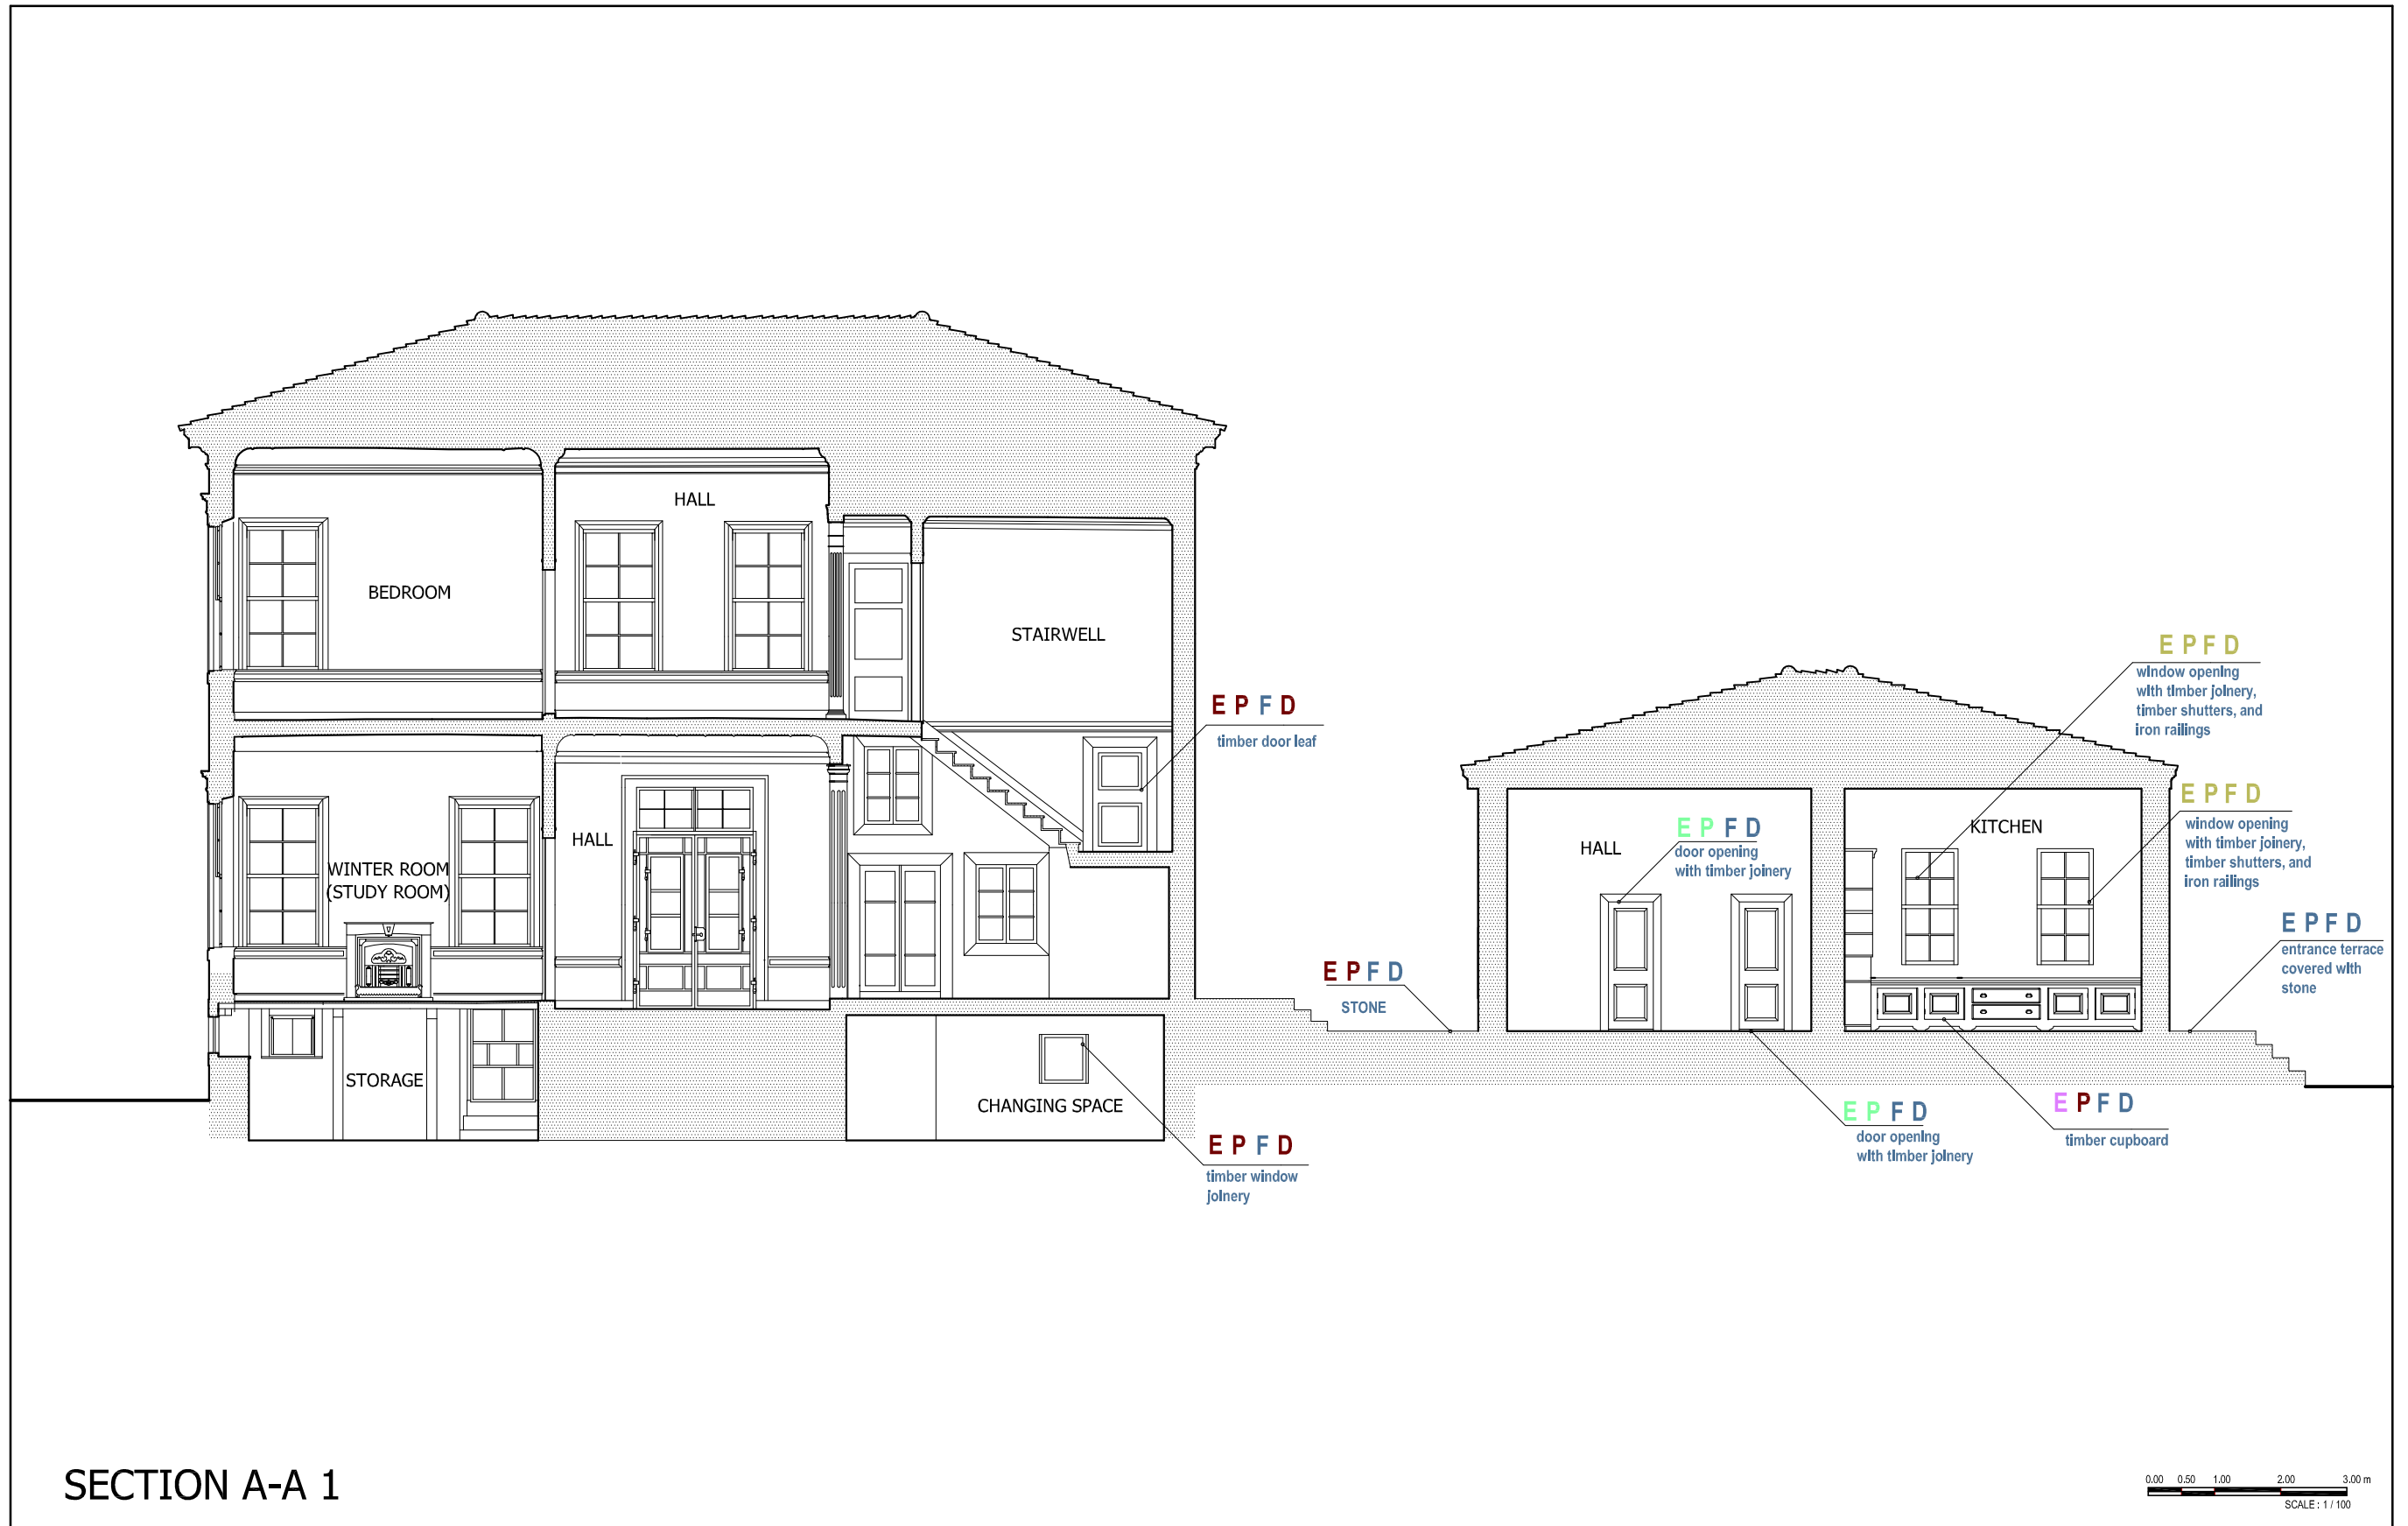 HALL
BEDROOM
STAIRWELL
E P F D
timber door leaf
E P F D
window opening
with timber joinery,
timber shutters, and
iron railings
E P F D
window opening
with timber joinery,
timber shutters, and
iron railings
HALL
WINTER ROOM
(STUDY ROOM)
HALL
E P F D
door opening
with timber joinery
KITCHEN
E P F D
entrance terrace
covered with
stone
E P F D
STONE
STORAGE
CHANGING SPACE
E P F D
timber window
joinery
E P F D
door opening
with timber joinery
E P F D
timber cupboard
SECTION A-A 1
0.00 0.50 1.00 2.00 3.00 m
SCALE : 1 / 100